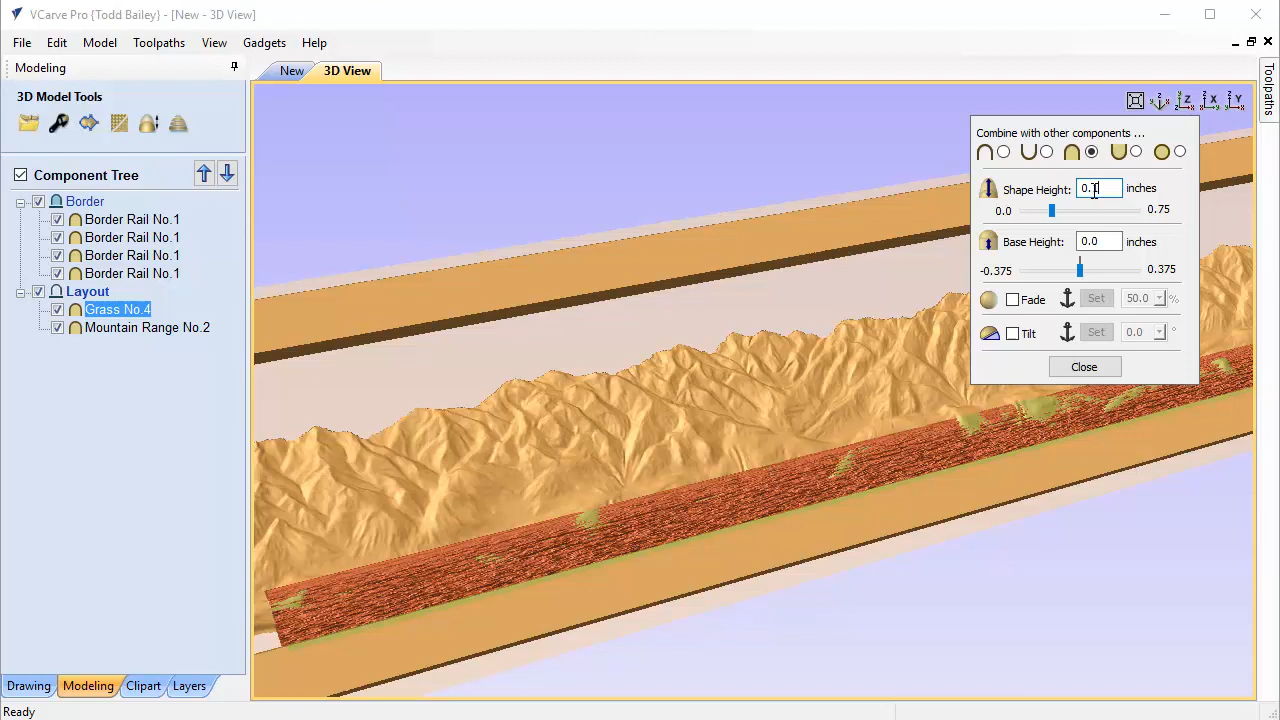 VCarve Pro {Todd Bailey} - [New - 3D View]
File Edit Model Toolpaths View Gadgets Help
Modeling
New 3D View
Toolpaths
3D Model Tools
Z X Y
Component Tree
Border
Border Rail No.1
Border Rail No.1
Border Rail No.1
Border Rail No.1
Layout
Grass No.4
Mountain Range No.2
Combine with other components ...
Shape Height: 0.1 inches
0.0 0.75
Base Height: 0.0 inches
-0.375 0.375
Fade Set 50.0 %
Tilt Set 0.0 °
Close
Drawing Modeling Clipart Layers
Ready